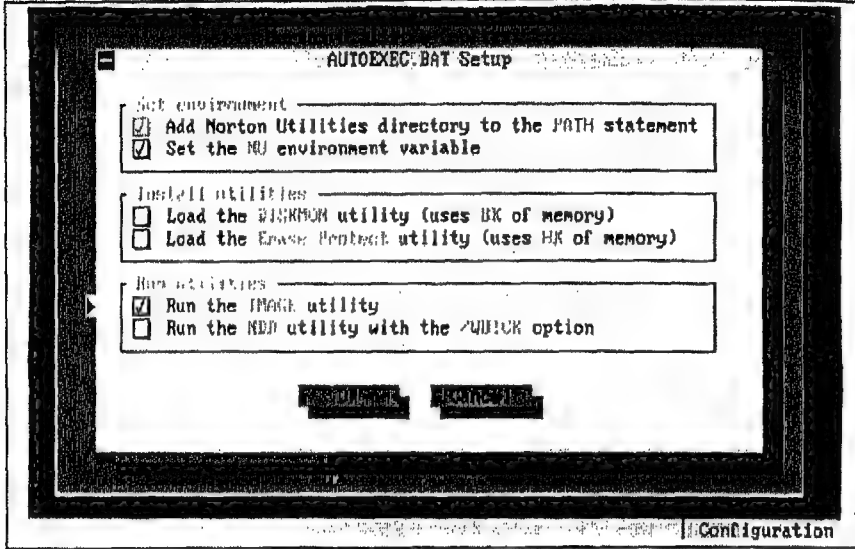 AUTOEXEC.BAT Setup
Set environment
Add Norton Utilities directory to the PATH statement
Set the NU environment variable
Install utilities
Load the DISKMON utility (uses 8K of memory)
Load the Erase Protect utility (uses 8K of memory)
Run utilities
Run the IMAGE utility
Run the NDD utility with the /QUICK option
Configuration